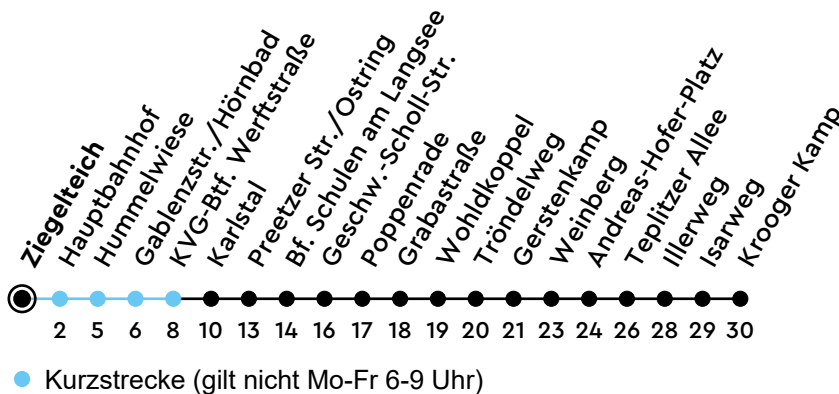 Ziegelteich
Hauptbahnhof
Hummelwiese
Gablenzstr./Hörnbad
KVG-Btf. Werftstraße
Karlstal
Preetzer Str./Ostring
Bf. Schulen am Langsee
Geschw.-Scholl-Str.
Poppenrade
Grabastraße
Wohldkoppel
Tröndelweg
Gerstenkamp
Weinberg
Andreas-Hofer-Platz
Teplitzer Allee
Illerweg
Isarweg
Krooger Kamp
2 5 6 8 10 13 14 16 17 18 19 20 21 23 24 26 28 29 30
Kurzstrecke (gilt nicht Mo-Fr 6-9 Uhr)